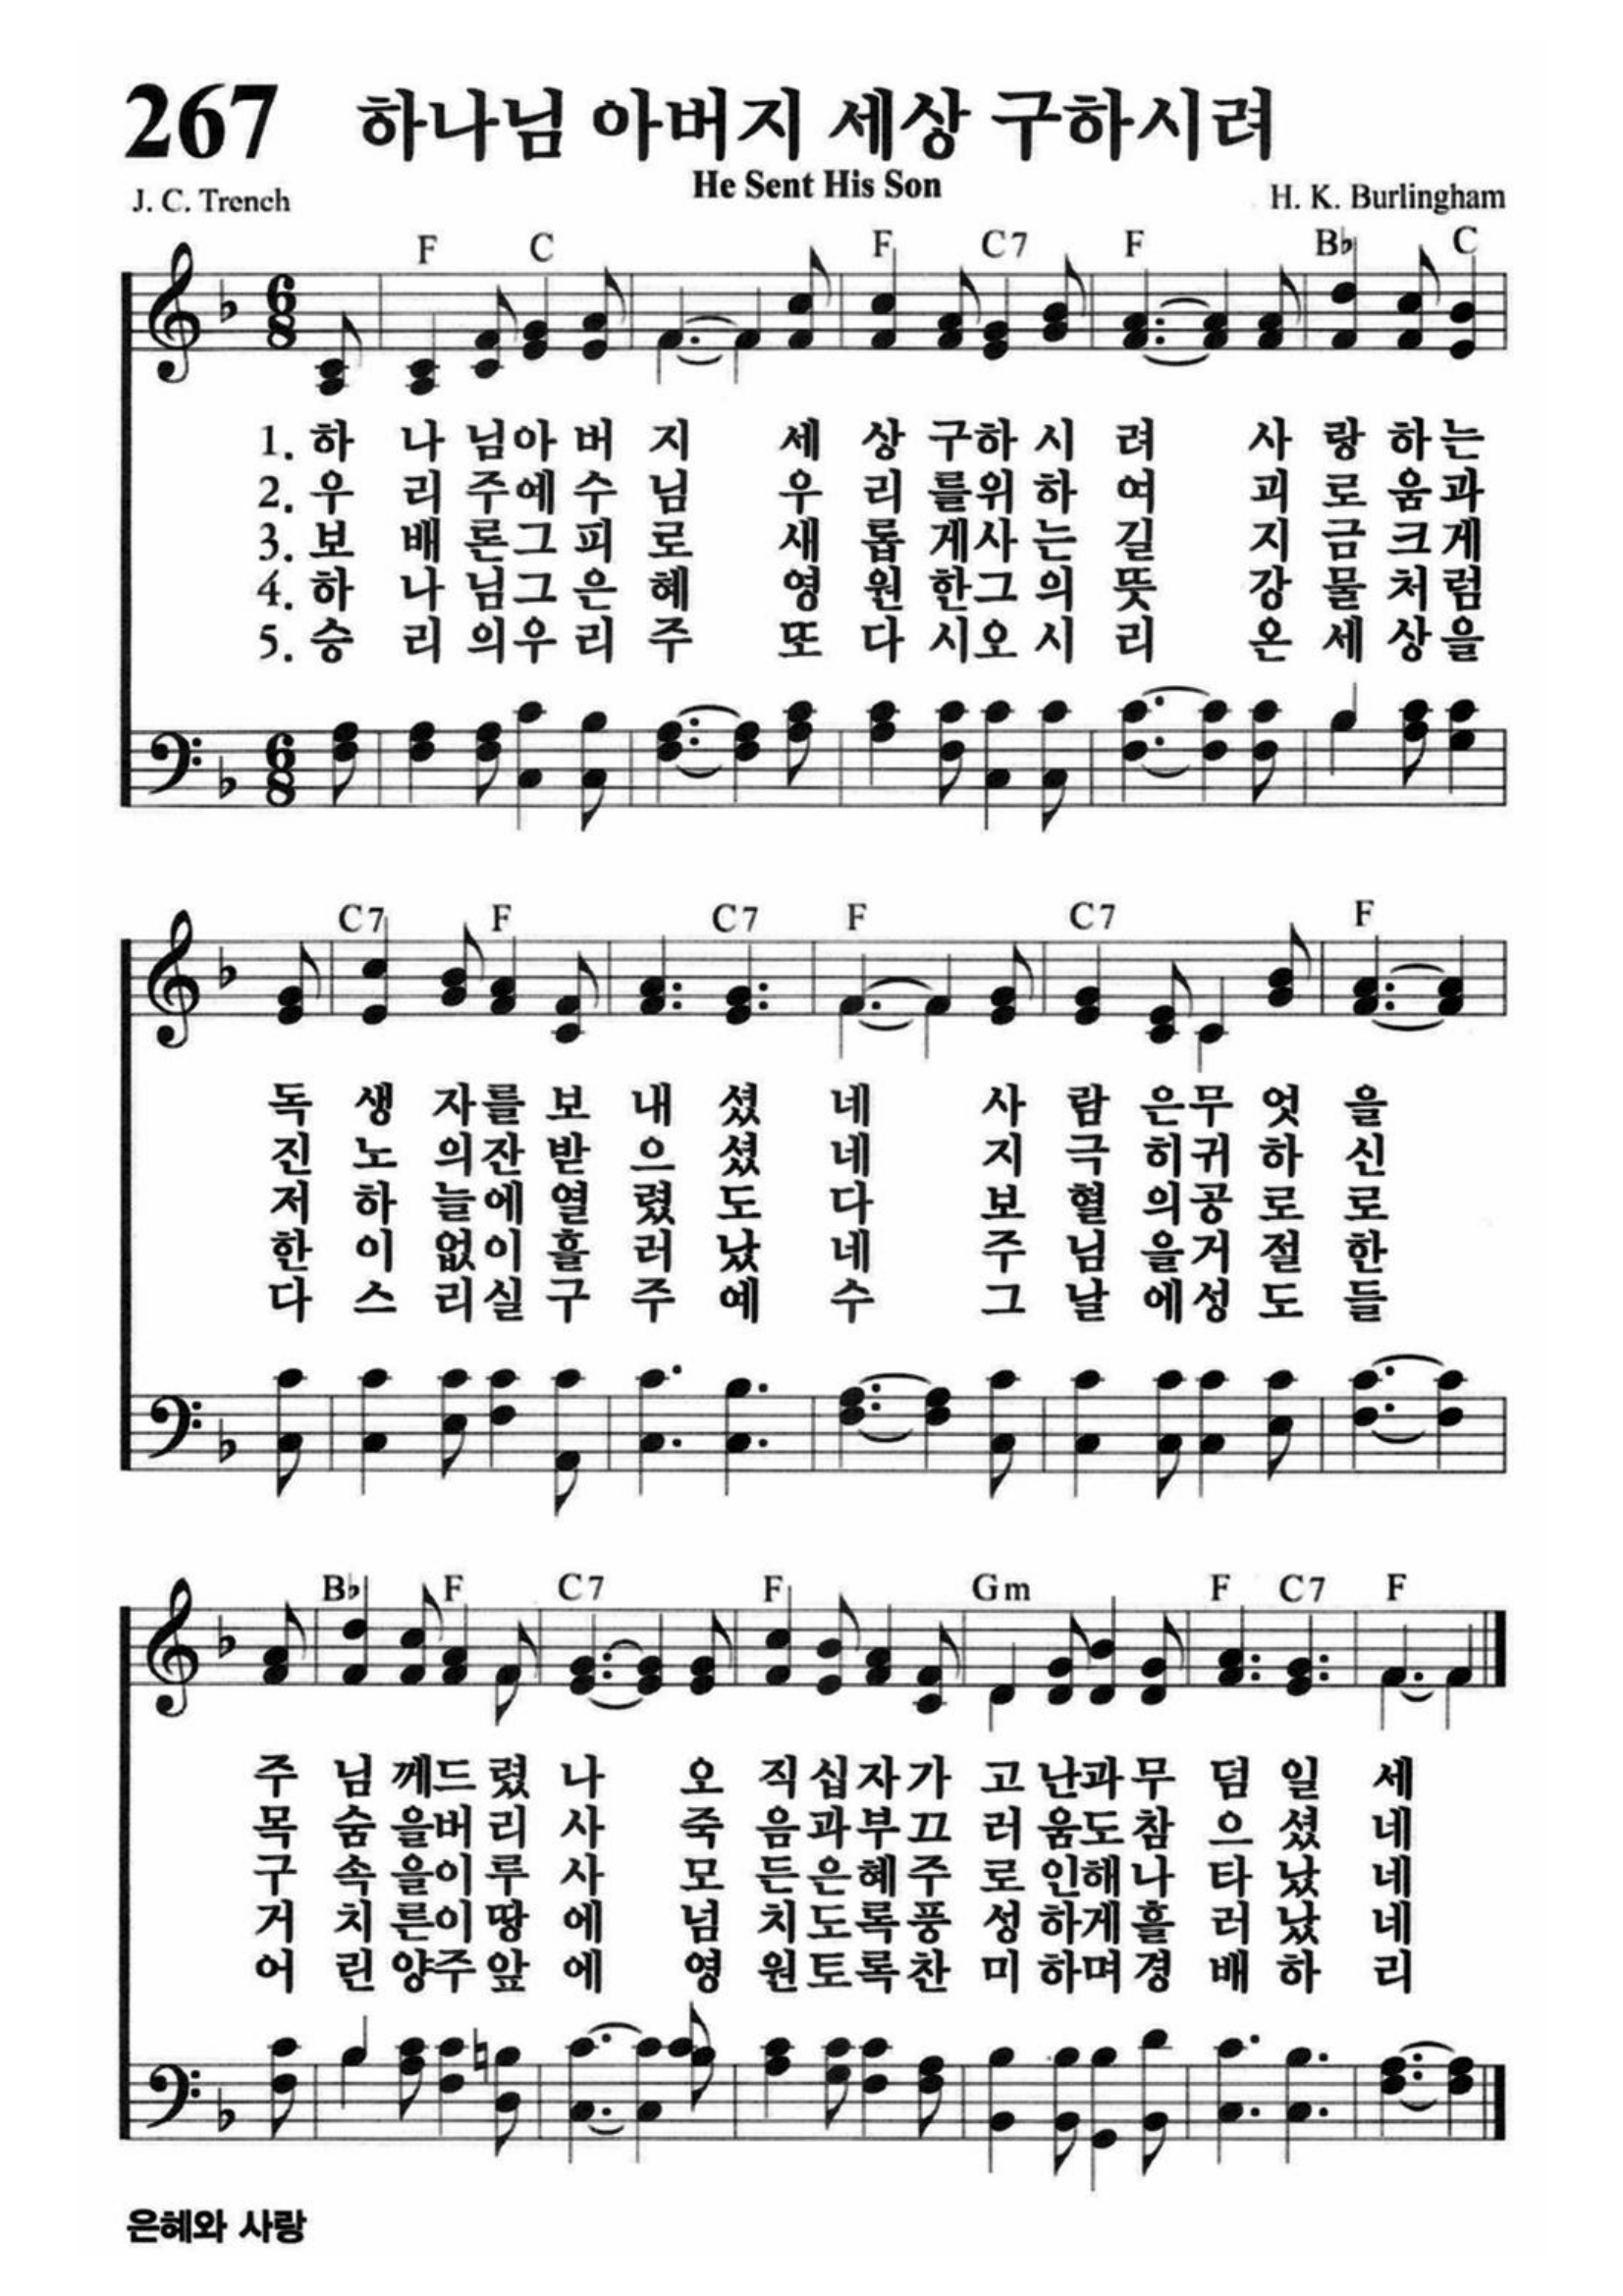 267 하나님 아버지 세상 구하시려
He Sent His Son
J. C. Trench H. K. Burlingham
F C F C7 F B♭ C
6 8
1. 하 나 님아 버 지 세 상 구하 시 려 사 랑 하는
2. 우 리 주예 수 님 우 리 를위 하 여 괴 로 움과
3. 보 배 론그 피 로 새 롭 게사 는 길 지 금 크게
4. 하 나 님그 은 혜 영 원 한그 의 뜻 강 물 처럼
5. 승 리 의우 리 주 또 다 시오 시 리 온 세 상을
6 8
C7 F C7 F C7 F
독 생 자를 보 내 셨 네 사 람 은무 엇 을
진 노 의잔 받 으 셨 네 지 극 히귀 하 신
저 하 늘에 열 렸 도 다 보 혈 의공 로 로
한 이 없이 흘 러 났 네 주 님 을거 절 한
다 스 리실 구 주 예 수 그 날 에성 도 들
B♭ F C7 F Gm F C7 F
주 님 께드 렸 나 오 직 십자 가 고 난과 무 덤 일 세
목 숨 을버 리 사 죽 음과부 끄 러 움도 참 으 셨 네
구 속 을이 루 사 모 든은혜 주 로 인해 나 타 났 네
거 치 른이 땅 에 넘 치도록 풍 성 하게 흘 러 났 네
어 린 양주 앞 에 영 원토록 찬 미 하며 경 배 하 리
은혜와 사랑